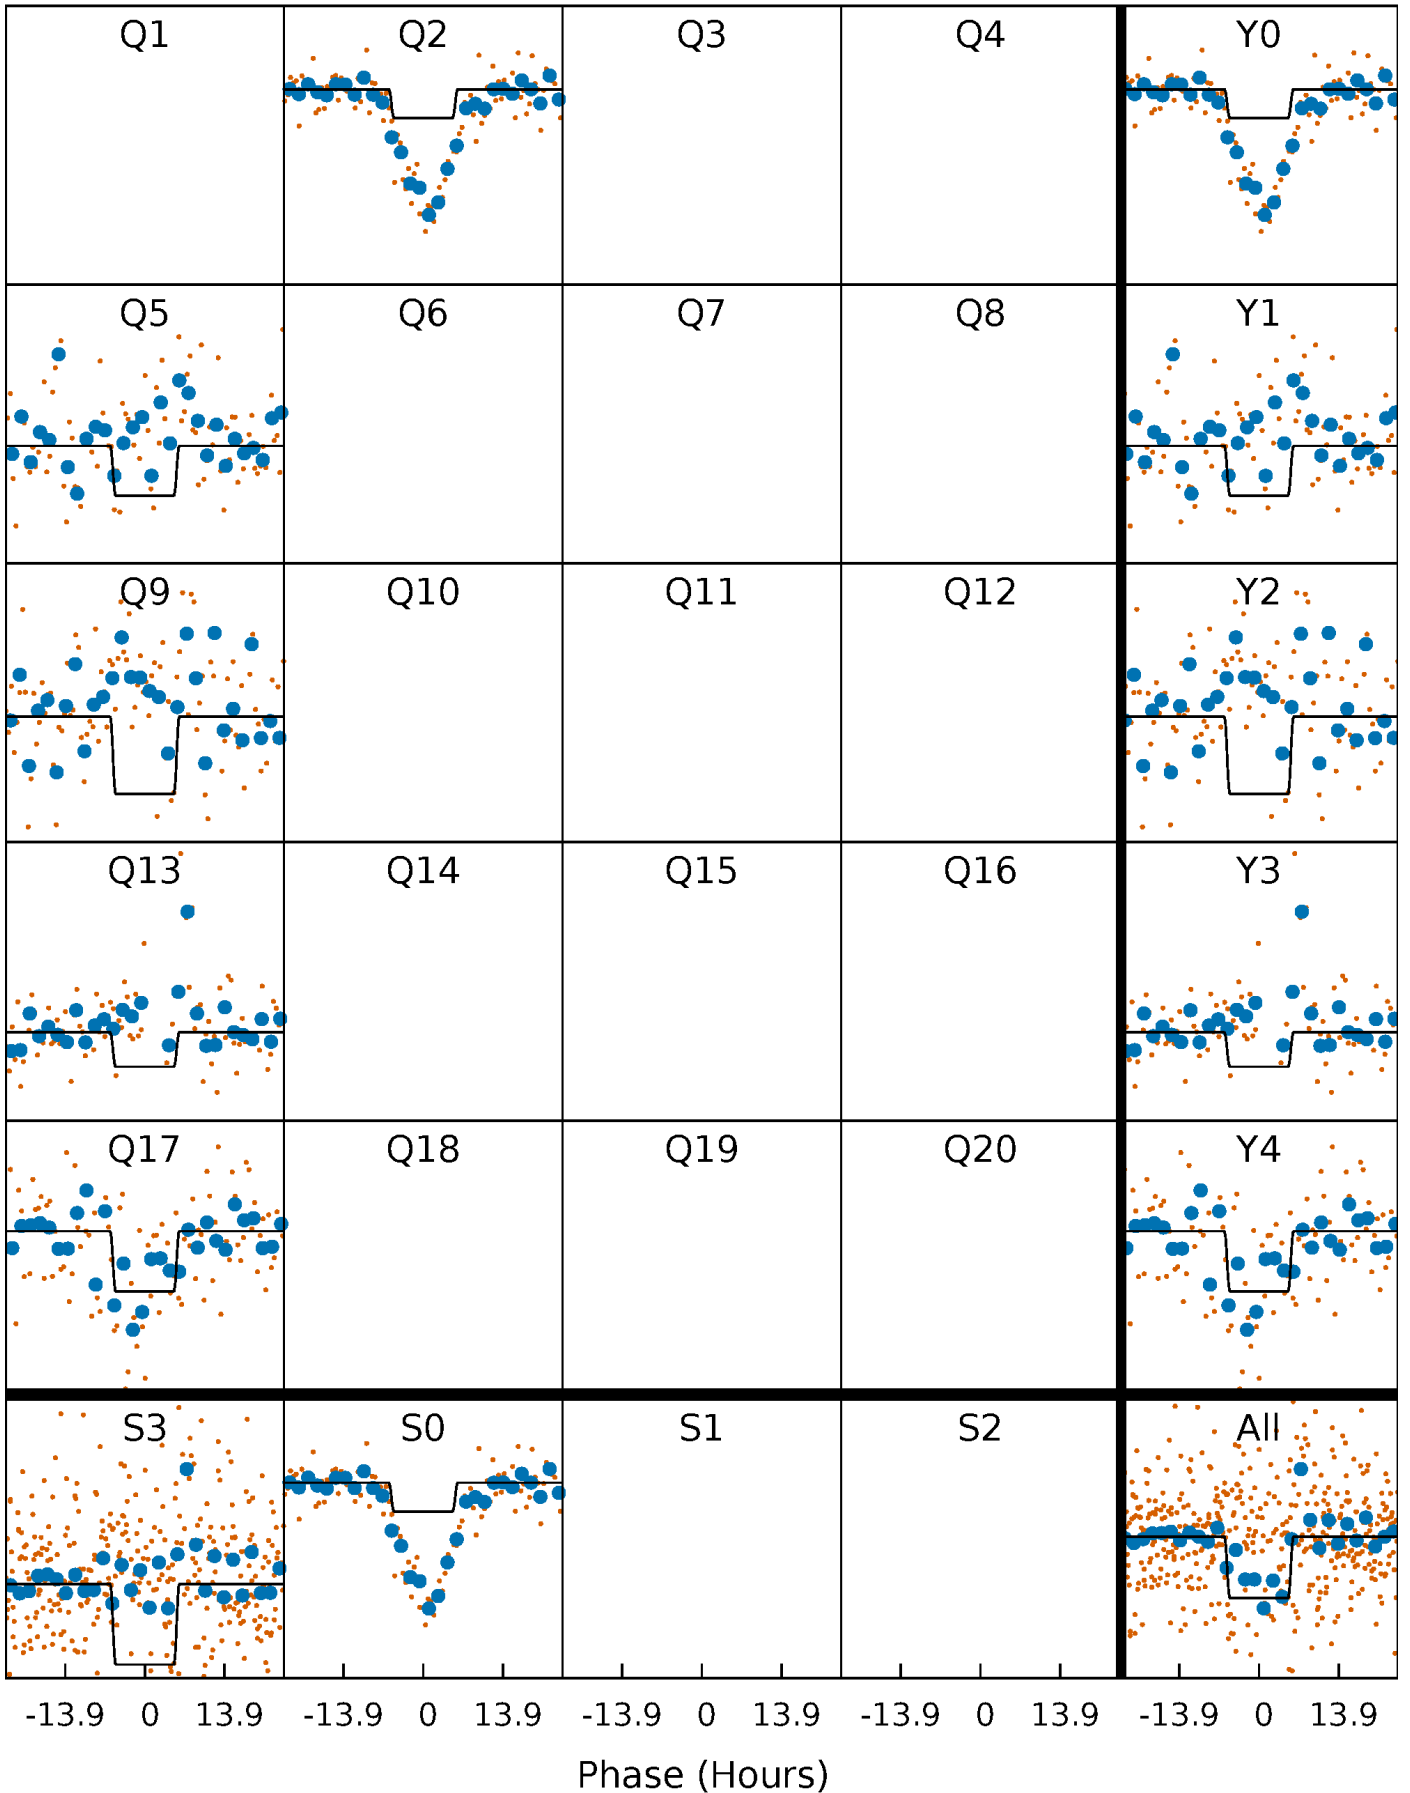 Q1 Q2 Q3 Q4 Y0
Q5 Q6 Q7 Q8 Y1
Q9 Q10 Q11 Q12 Y2
Q13 Q14 Q15 Q16 Y3
Q17 Q18 Q19 Q20 Y4
S3 S0 S1 S2 All
-13.9 0 13.9 -13.9 0 13.9 -13.9 0 13.9 -13.9 0 13.9 -13.9 0 13.9
Phase (Hours)